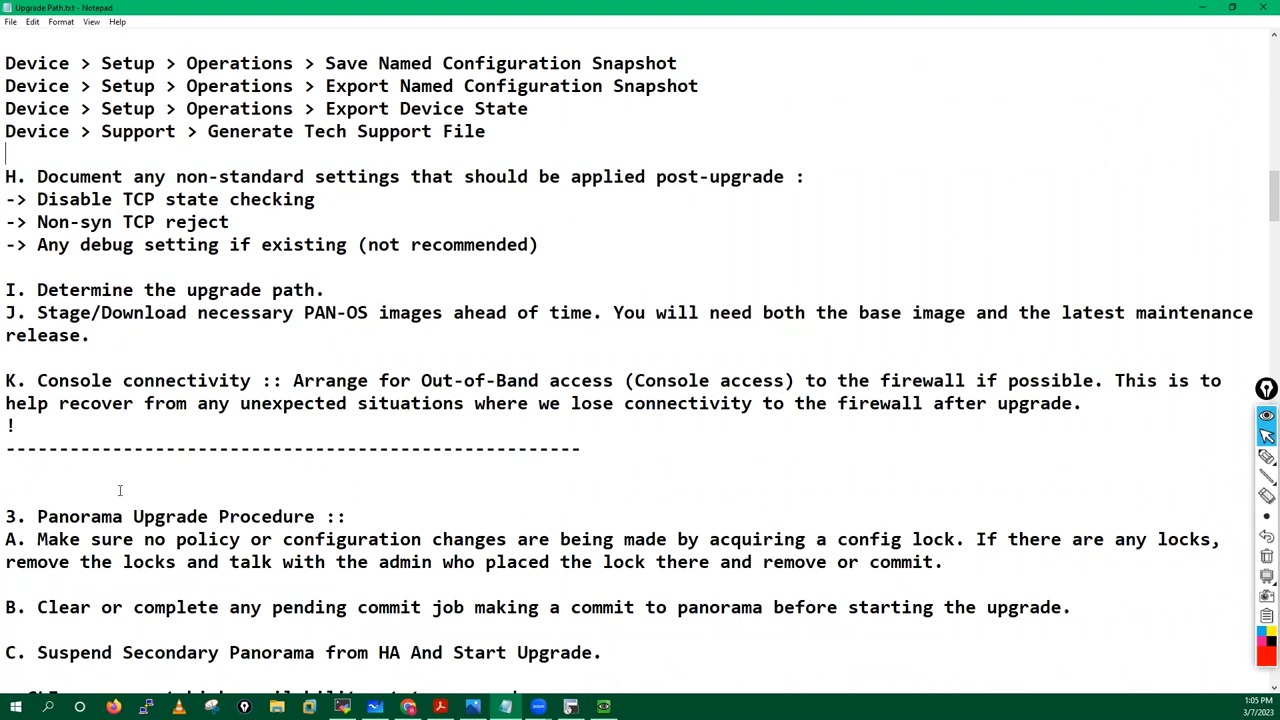 Upgrade Path.txt - Notepad
File Edit Format View Help
Device > Setup > Operations > Save Named Configuration Snapshot
Device > Setup > Operations > Export Named Configuration Snapshot
Device > Setup > Operations > Export Device State
Device > Support > Generate Tech Support File
H. Document any non-standard settings that should be applied post-upgrade :
-> Disable TCP state checking
-> Non-syn TCP reject
-> Any debug setting if existing (not recommended)
I. Determine the upgrade path.
J. Stage/Download necessary PAN-OS images ahead of time. You will need both the base image and the latest maintenance
release.
K. Console connectivity :: Arrange for Out-of-Band access (Console access) to the firewall if possible. This is to
help recover from any unexpected situations where we lose connectivity to the firewall after upgrade.
!
------------------------------------------------------
3. Panorama Upgrade Procedure ::
A. Make sure no policy or configuration changes are being made by acquiring a config lock. If there are any locks,
remove the locks and talk with the admin who placed the lock there and remove or commit.
B. Clear or complete any pending commit job making a commit to panorama before starting the upgrade.
C. Suspend Secondary Panorama from HA And Start Upgrade.
1:05 PM
3/7/2023